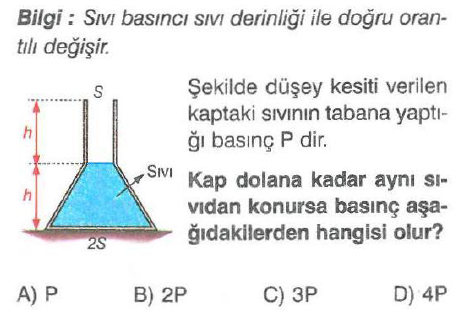 Bilgi : Sıvı basıncı sıvı derinliği ile doğru oran-
tılı değişir.
S
h
h
Sıvı
2S
Şekilde düşey kesiti verilen
kaptaki sıvının tabana yaptı-
ğı basınç P dir.
Kap dolana kadar aynı sı-
vıdan konursa basınç aşa-
ğıdakilerden hangisi olur?
A) P B) 2P C) 3P D) 4P